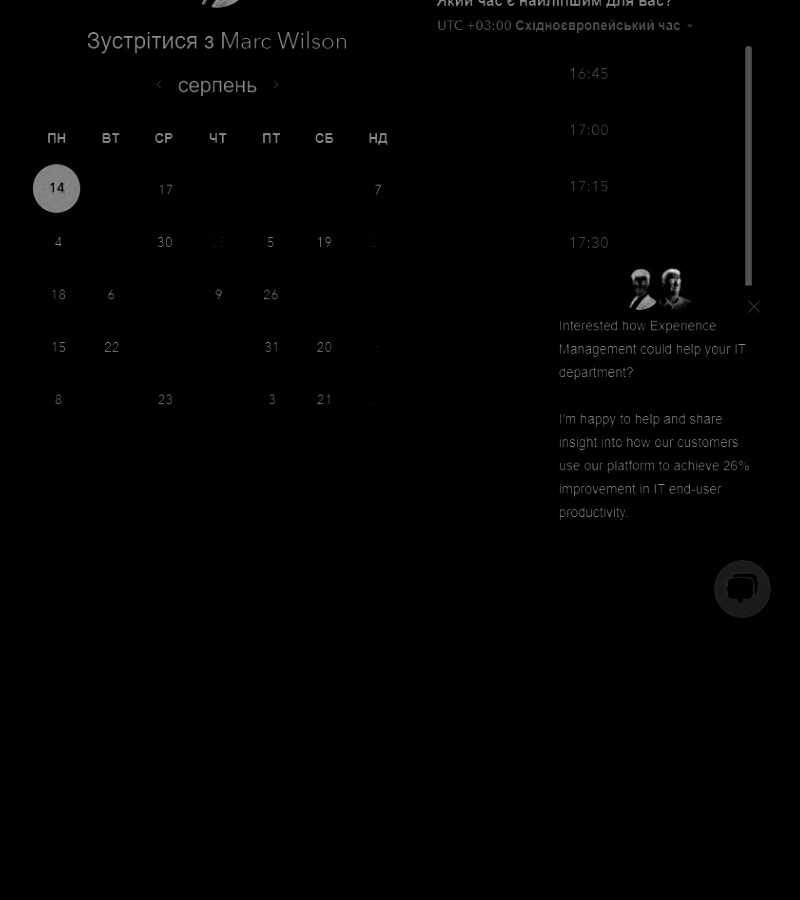 Який час є найліпшим для вас?
UTC +03:00 Східноєвропейський час
Зустрітися з Marc Wilson
серпень
ПН ВТ СР ЧТ ПТ СБ НД
14 17 7
4 30 5 19
18 6 9 26
15 22 31 20
8 23 3 21
16:45
17:00
17:15
17:30
Interested how Experience
Management could help your IT
department?
I'm happy to help and share
insight into how our customers
use our platform to achieve 26%
improvement in IT end-user
productivity.